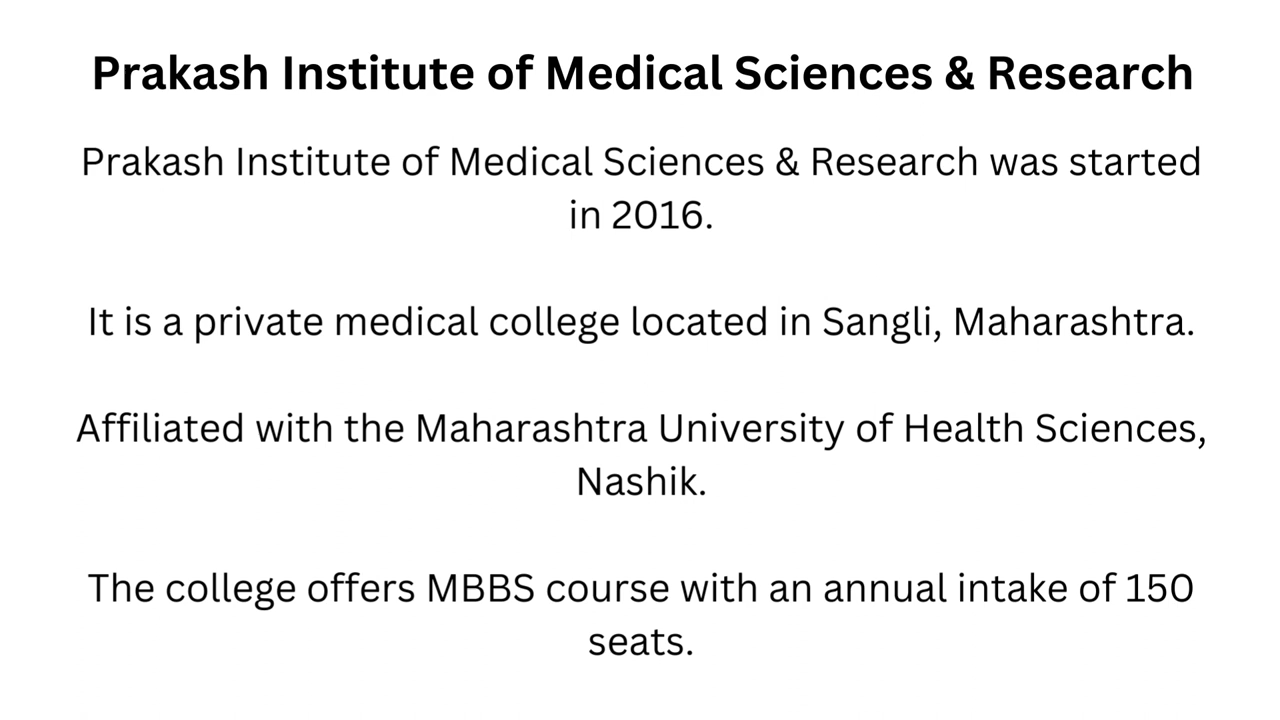 Prakash Institute of Medical Sciences & Research
Prakash Institute of Medical Sciences & Research was started
in 2016.
It is a private medical college located in Sangli, Maharashtra.
Affiliated with the Maharashtra University of Health Sciences,
Nashik.
The college offers MBBS course with an annual intake of 150
seats.